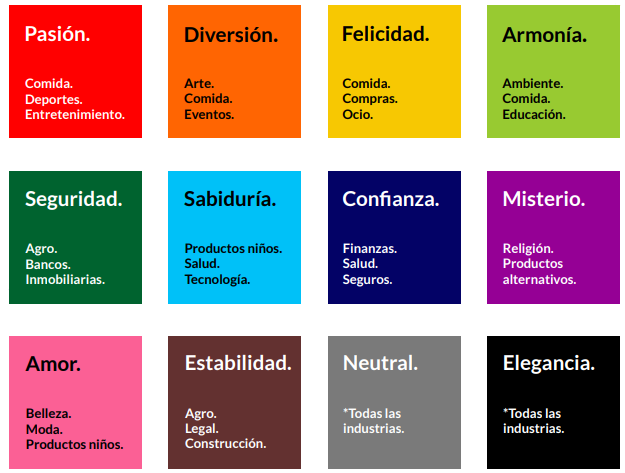 Pasión.
Comida.
Deportes.
Entretenimiento.
Diversión.
Arte.
Comida.
Eventos.
Felicidad.
Comida.
Compras.
Ocio.
Armonía.
Ambiente.
Comida.
Educación.
Seguridad.
Agro.
Bancos.
Inmobiliarias.
Sabiduría.
Productos niños.
Salud.
Tecnología.
Confianza.
Finanzas.
Salud.
Seguros.
Misterio.
Religión.
Productos
alternativos.
Amor.
Belleza.
Moda.
Productos niños.
Estabilidad.
Agro.
Legal.
Construcción.
Neutral.
*Todas las
industrias.
Elegancia.
*Todas las
industrias.